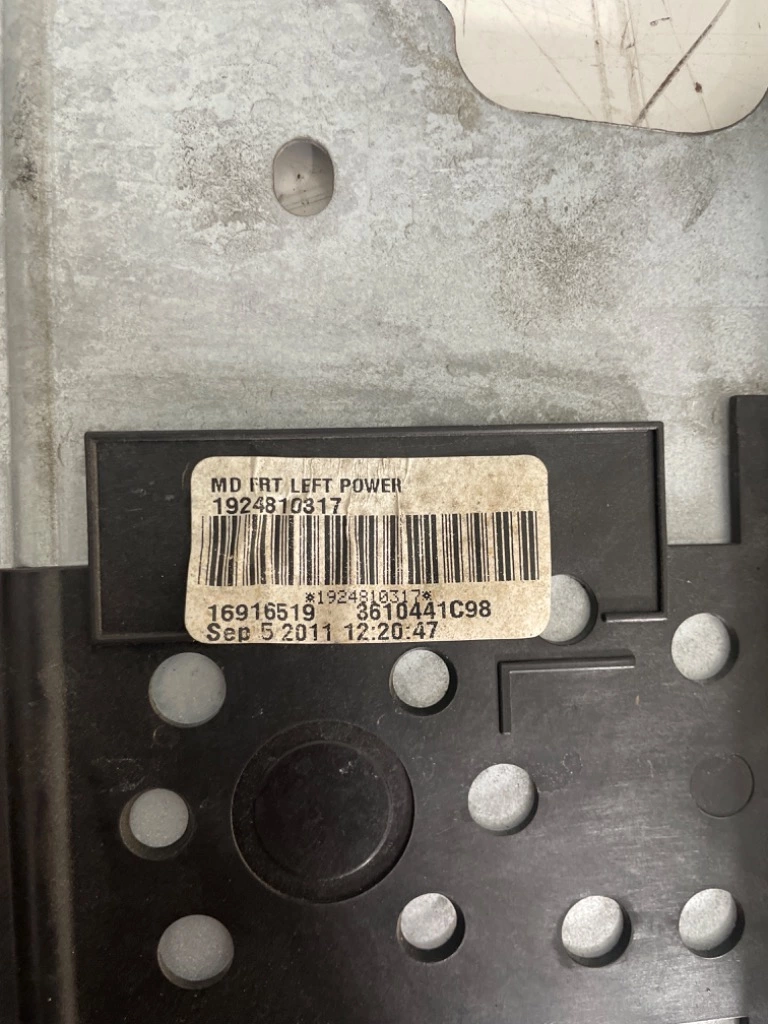 MD FRT LEFT POWER
1924810317
*1924810317*
16916519 3610441C98
Sep 5 2011 12:20:47